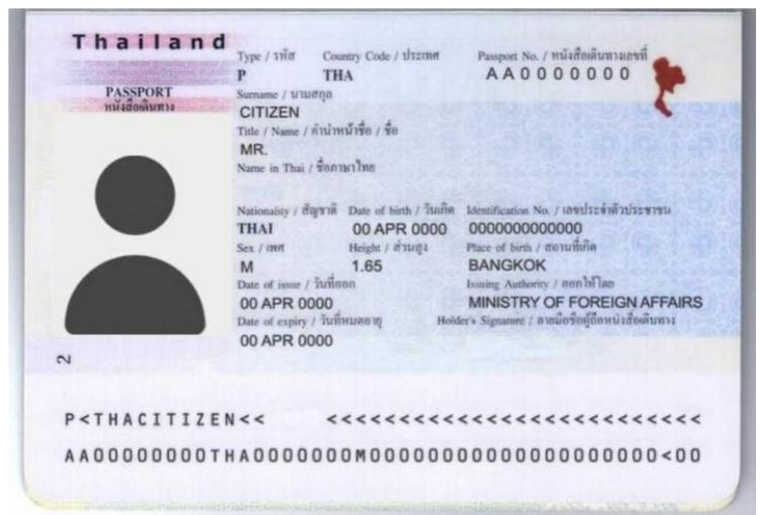 Thailand
Type / รหัส Country Code / ประเทศ Passport No. / หนังสือเดินทางเลขที่
P THA AA0000000
PASSPORT
หนังสือเดินทาง
Surname / นามสกุล
CITIZEN
Title / Name / คำนำหน้าชื่อ / ชื่อ
MR.
Name in Thai / ชื่อภาษาไทย
Nationality / สัญชาติ Date of birth / วันเกิด Identification No. / เลขประจำตัวประชาชน
THAI 00 APR 0000 0000000000000
Sex / เพศ Height / ส่วนสูง Place of birth / สถานที่เกิด
M 1.65 BANGKOK
Date of issue / วันที่ออก Issuing Authority / ออกให้โดย
00 APR 0000 MINISTRY OF FOREIGN AFFAIRS
Date of expiry / วันที่หมดอายุ Holder's Signature / ลายมือชื่อผู้ถือหนังสือเดินทาง
00 APR 0000
2
P<THACITIZEN<< <<<<<<<<<<<<<<<<<<<<<<<<<<
AA00000000THA0000000M00000000000000000000<00